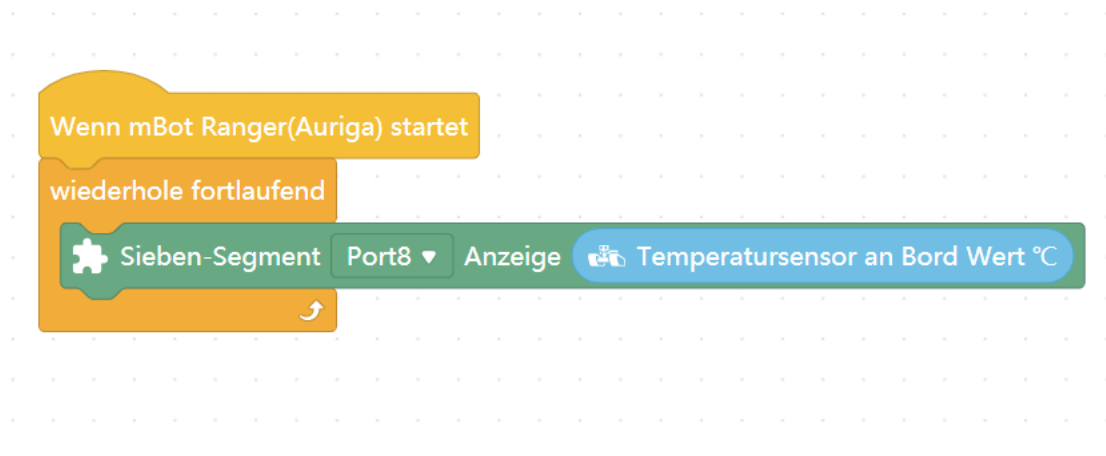 Wenn mBot Ranger(Auriga) startet
wiederhole fortlaufend
Sieben-Segment Port8 ▼ Anzeige Temperatursensor an Bord Wert ℃